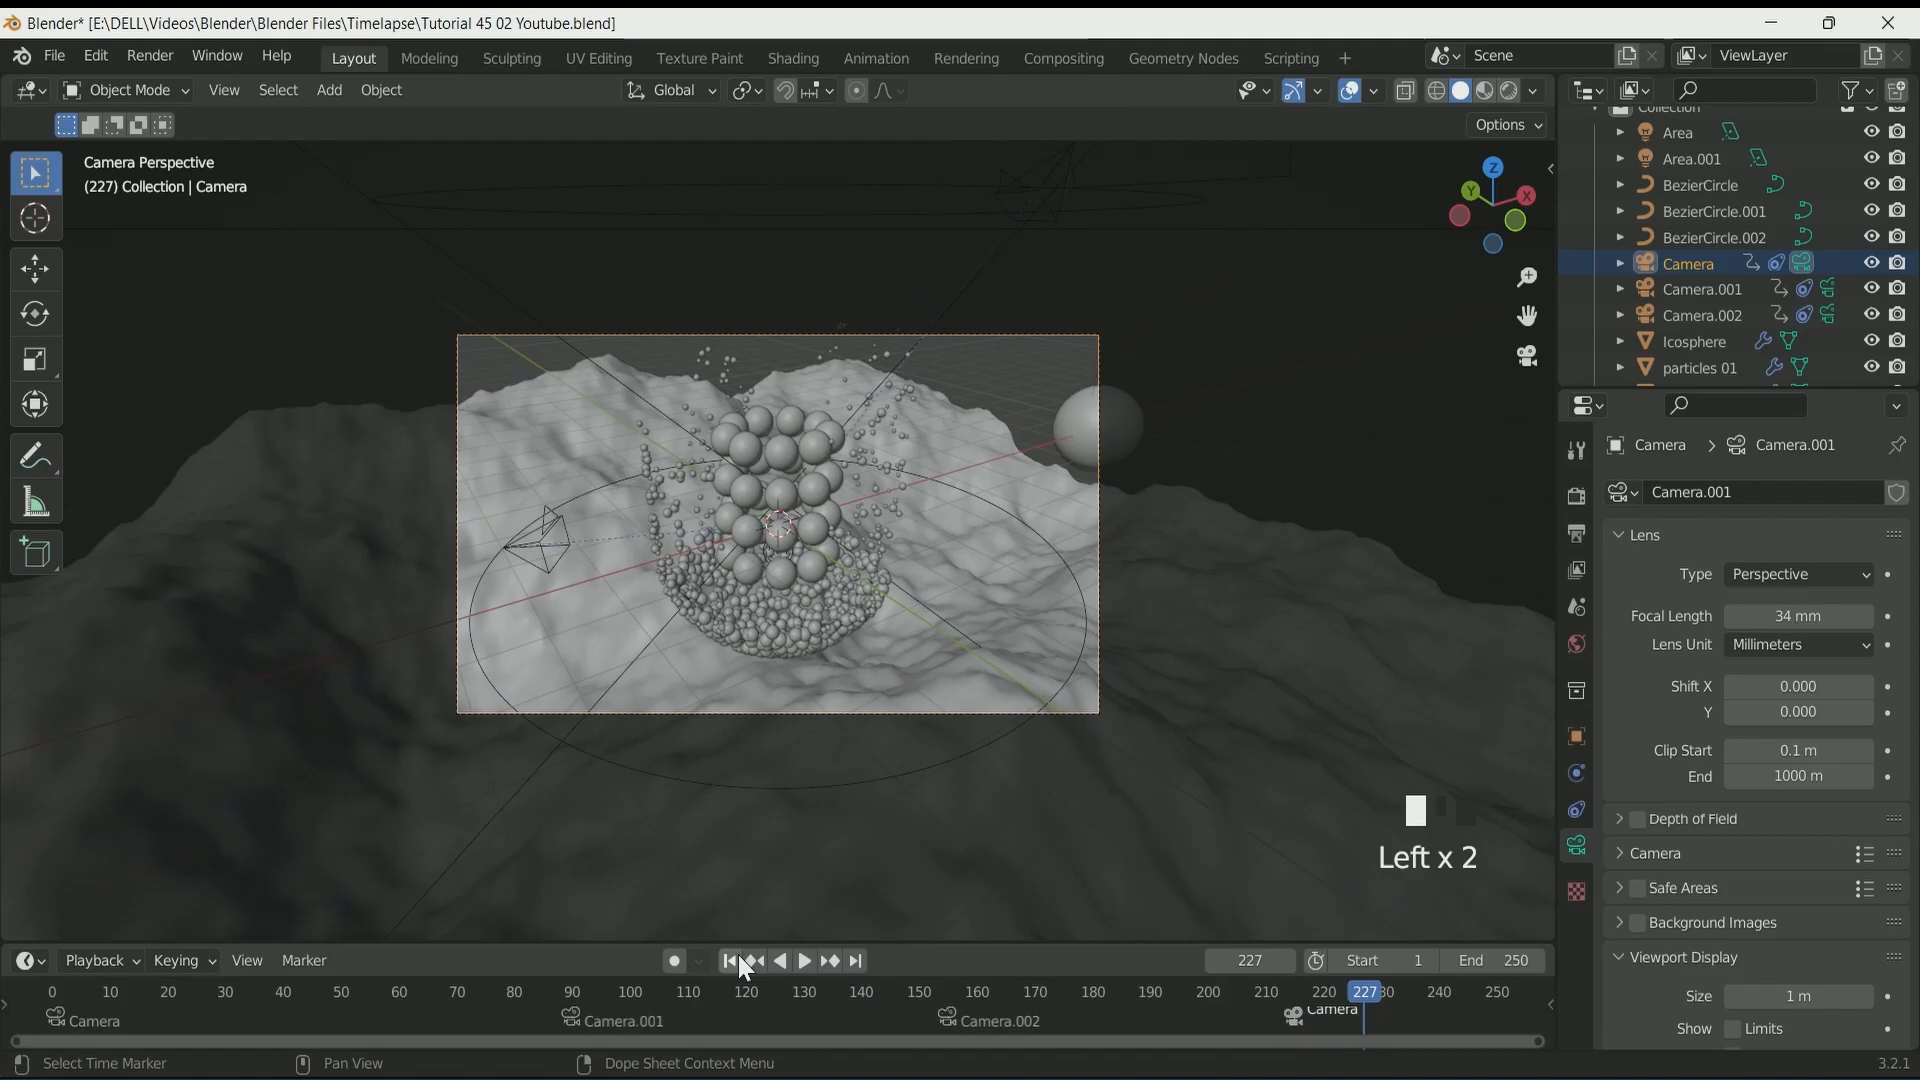 Blender* [E:\DELL\Videos\Blender\Blender Files\Timelapse\Tutorial 45 02 Youtube.blend]
File Edit Render Window Help Layout Modeling Sculpting UV Editing Texture Paint Shading Animation Rendering Compositing Geometry Nodes Scripting + Scene ViewLayer
Object Mode View Select Add Object Global
Options
Camera Perspective
(227) Collection | Camera
Z
Y
X
Collection
Area
Area.001
BezierCircle
BezierCircle.001
BezierCircle.002
Camera
Camera.001
Camera.002
Icosphere
particles 01
Camera > Camera.001
Camera.001
Lens
Type Perspective
Focal Length 34 mm
Lens Unit Millimeters
Shift X 0.000
Y 0.000
Clip Start 0.1 m
End 1000 m
Depth of Field
Camera
Safe Areas
Background Images
Viewport Display
Size 1 m
Show Limits
Left x 2
Playback Keying View Marker 227 Start 1 End 250
0 10 20 30 40 50 60 70 80 90 100 110 120 130 140 150 160 170 180 190 200 210 220 227 30 240 250
Camera Camera.001 Camera.002 Camera
Select Time Marker Pan View Dope Sheet Context Menu 3.2.1